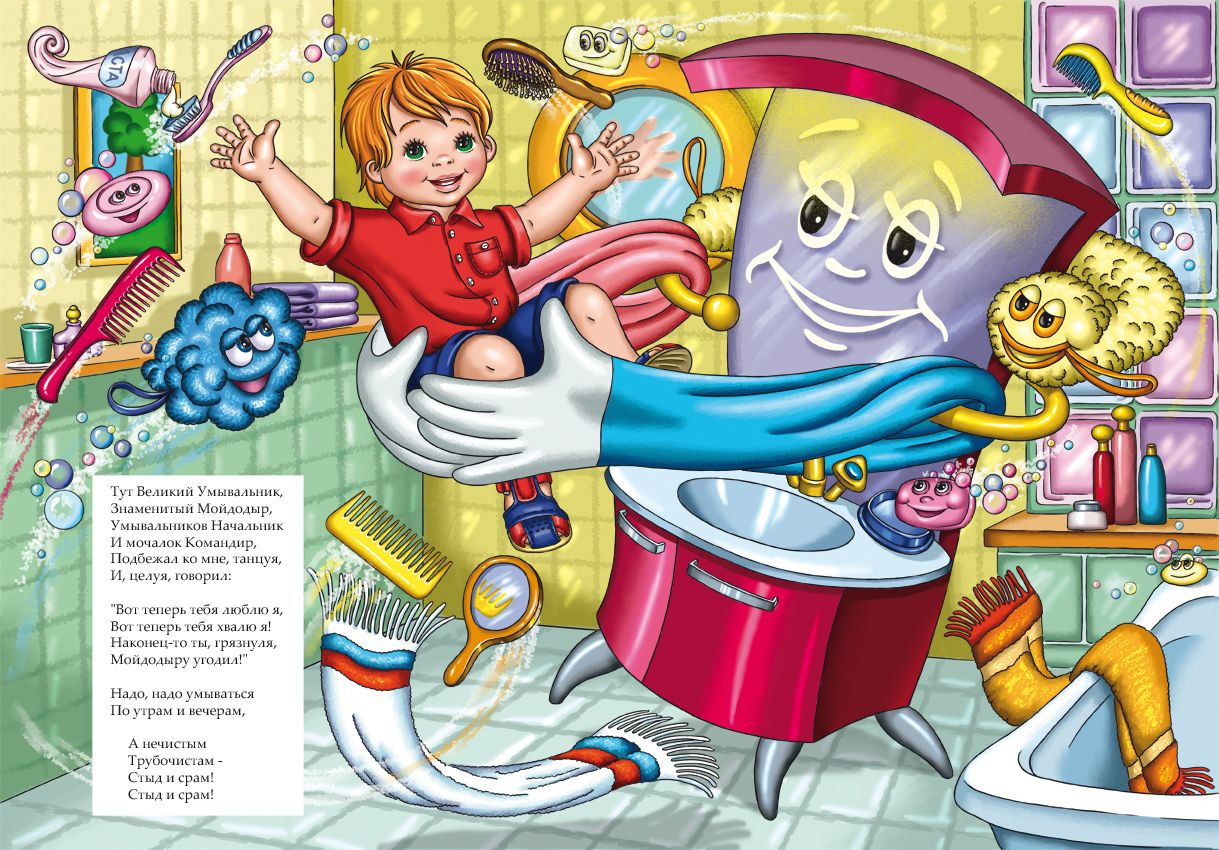 СТА
Тут Великий Умывальник,
Знаменитый Мойдодыр,
Умывальников Начальник
И мочалок Командир,
Подбежал ко мне, танцуя,
И, целуя, говорил:
"Вот теперь тебя люблю я,
Вот теперь тебя хвалю я!
Наконец-то ты, грязнуля,
Мойдодыру угодил!"
Надо, надо умываться
По утрам и вечерам,
А нечистым
Трубочистам -
Стыд и срам!
Стыд и срам!